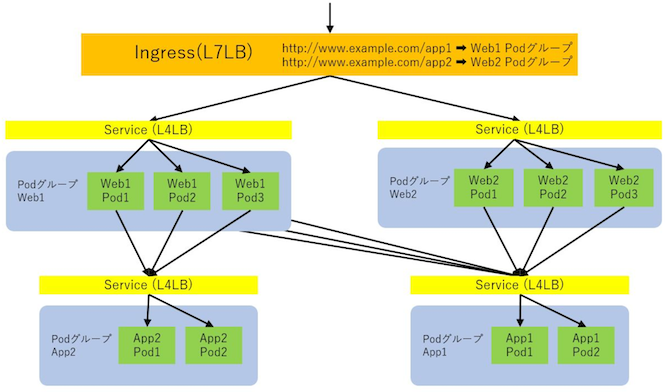 Ingress(L7LB)
http://www.example.com/app1 ➡ Web1 Podグループ
http://www.example.com/app2 ➡ Web2 Podグループ
Service (L4LB)
Service (L4LB)
Podグループ
Web1
Web1
Pod1
Web1
Pod2
Web1
Pod3
Podグループ
Web2
Web2
Pod1
Web2
Pod2
Web2
Pod3
Service (L4LB)
Service (L4LB)
Podグループ
App2
App2
Pod1
App2
Pod2
Podグループ
App1
App1
Pod1
App1
Pod2